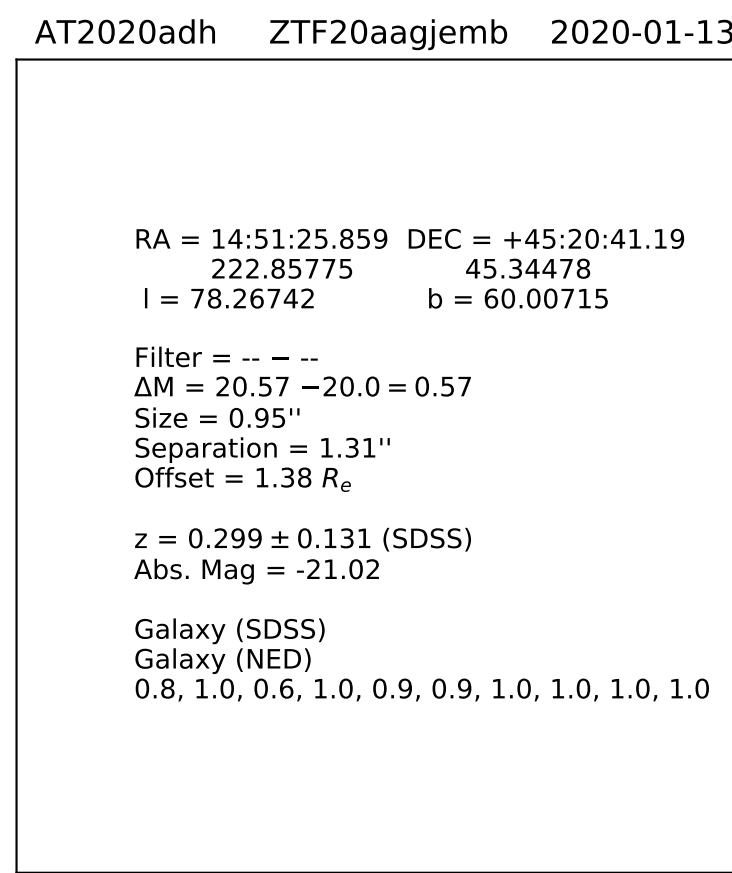 AT2020adh ZTF20aagjemb 2020-01-13
RA = 14:51:25.859 DEC = +45:20:41.19
222.85775 45.34478
l = 78.26742 b = 60.00715
Filter = -- − --
ΔM = 20.57 −20.0 = 0.57
Size = 0.95''
Separation = 1.31''
Offset = 1.38 Re
z = 0.299 ± 0.131 (SDSS)
Abs. Mag = -21.02
Galaxy (SDSS)
Galaxy (NED)
0.8, 1.0, 0.6, 1.0, 0.9, 0.9, 1.0, 1.0, 1.0, 1.0